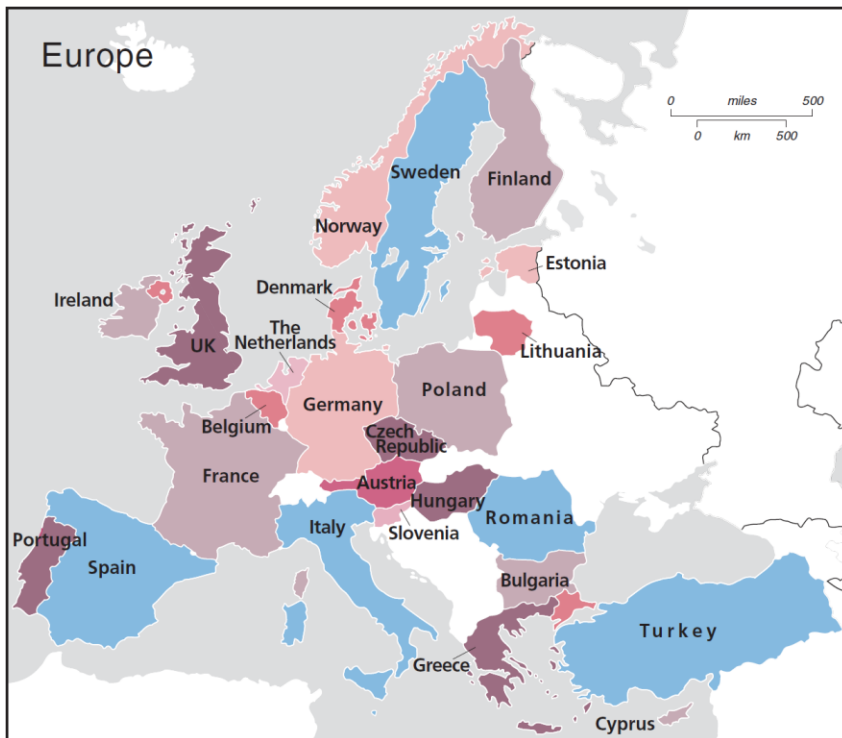 Europe
0 miles 500
0 km 500
Sweden
Finland
Norway
Estonia
Denmark
Ireland
The
Netherlands
Lithuania
UK
Poland
Germany
Belgium
Czech
Republic
France
Austria
Hungary
Romania
Italy
Slovenia
Portugal
Spain
Bulgaria
Turkey
Greece
Cyprus